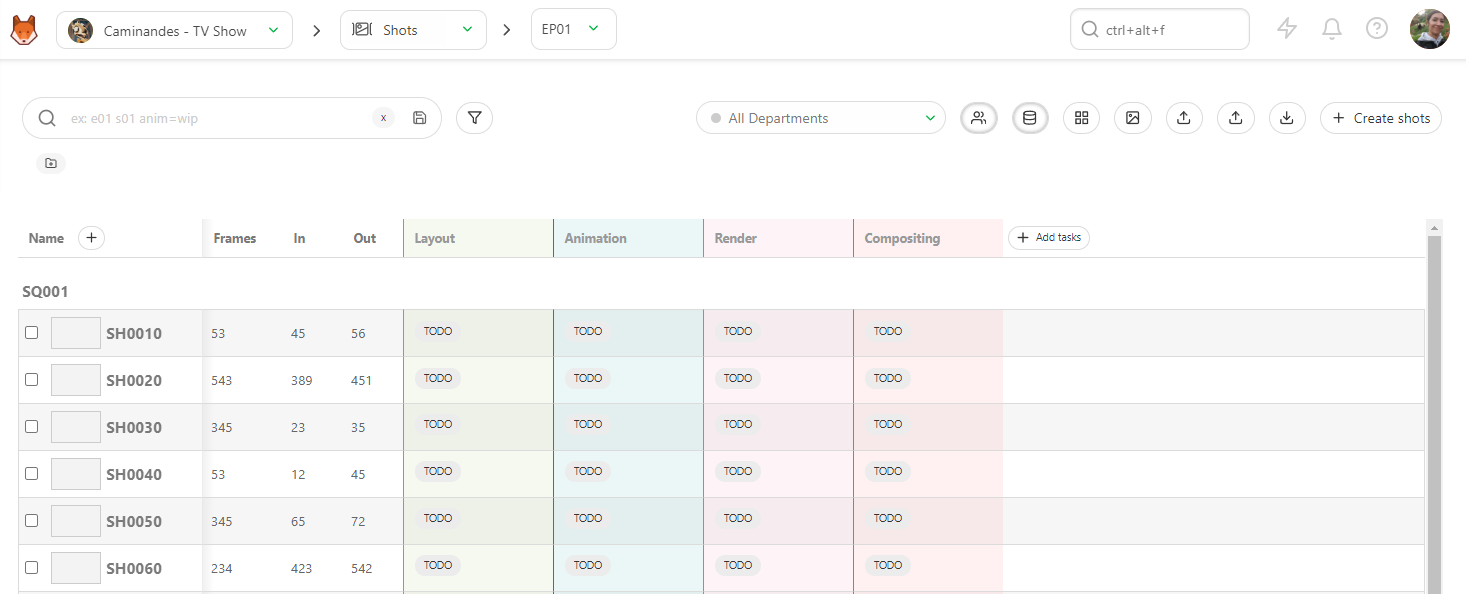 Caminandes - TV Show Shots EP01 ctrl+alt+f
ex: e01 s01 anim=wip x All Departments Create shots
Name Frames In Out Layout Animation Render Compositing Add tasks
SQ001
SH0010 53 45 56 TODO TODO TODO TODO
SH0020 543 389 451 TODO TODO TODO TODO
SH0030 345 23 35 TODO TODO TODO TODO
SH0040 53 12 45 TODO TODO TODO TODO
SH0050 345 65 72 TODO TODO TODO TODO
SH0060 234 423 542 TODO TODO TODO TODO